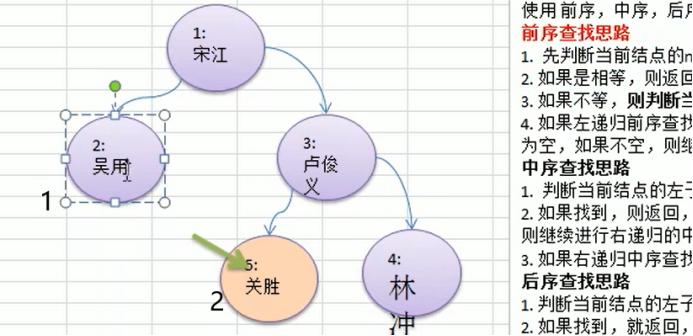 1:
宋江
2:
吴用
1
3:
卢俊
义
5:
关胜
2
4:
林
冲
使用前序，中序，后序
前序查找思路
1. 先判断当前结点的n
2. 如果是相等，则返回
3. 如果不等，则判断当
4. 如果左递归前序查找
为空，如果不空，则继
中序查找思路
1. 判断当前结点的左子
2. 如果找到，则返回，
则继续进行右递归的中
3. 如果右递归中序查找
后序查找思路
1. 判断当前结点的左子
2. 如果找到，就返回，